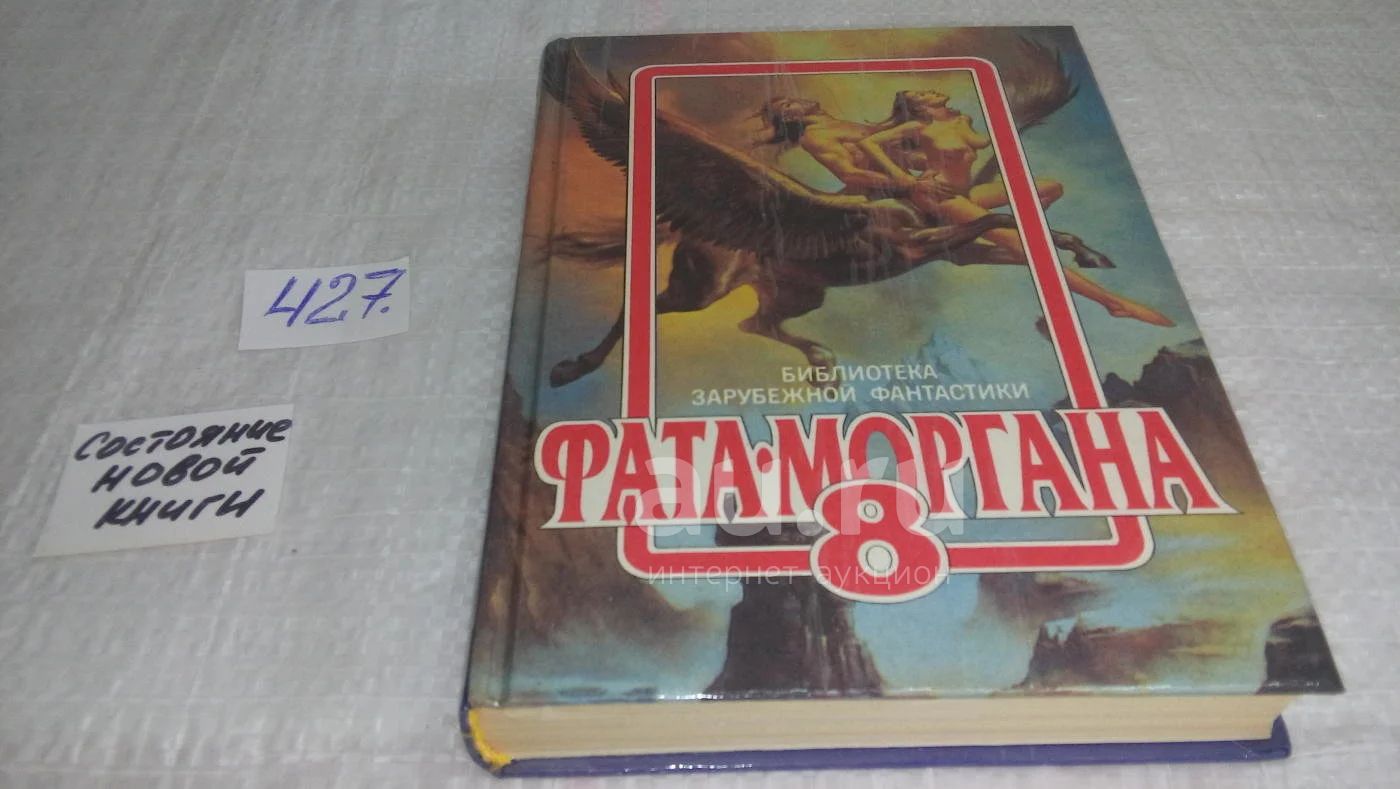 427.
Состояние
новой
книги
БИБЛИОТЕКА
ЗАРУБЕЖНОЙ ФАНТАСТИКИ
ФАТА-МОРГАНА
8
au.ru
интернет аукцион